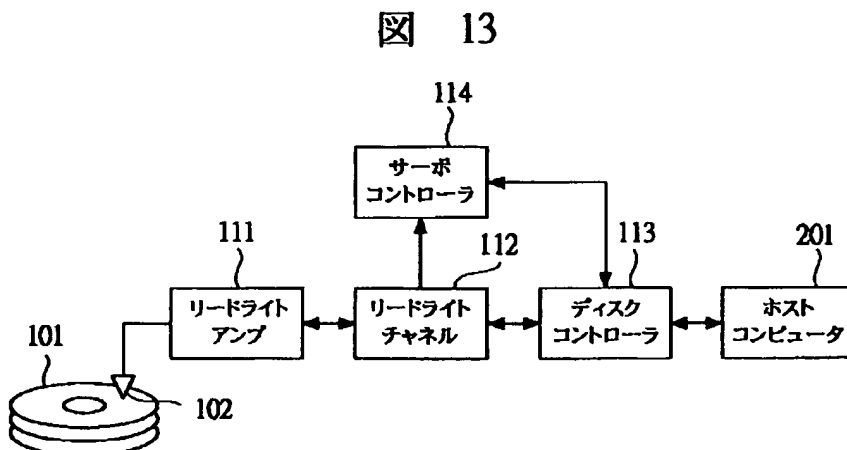 図 13
114
サーボ
コントローラ
111
リードライト
アンプ
112
リードライト
チャネル
113
ディスク
コントローラ
201
ホスト
コンピュータ
101
102